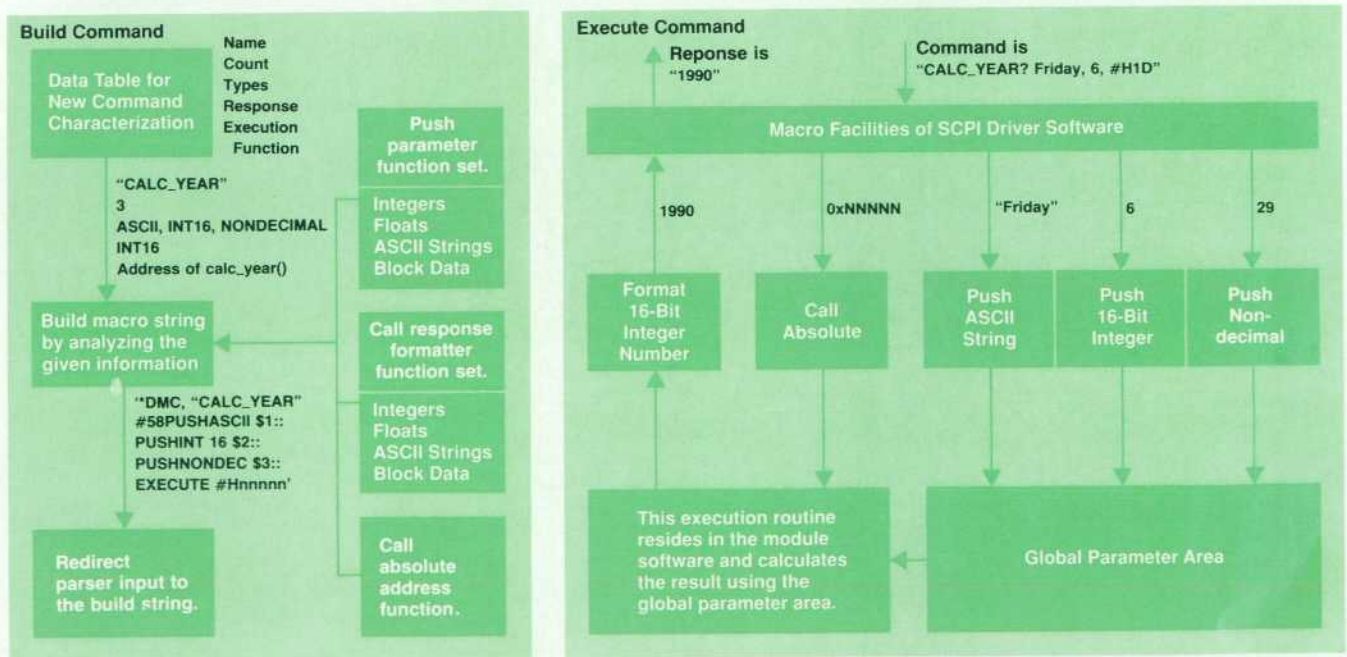 Build Command
Data Table for
New Command
Characterization
Name
Count
Types
Response
Execution
Function
"CALC_YEAR"
3
ASCII, INT16, NONDECIMAL
INT16
Address of calc_year()
Build macro string
by analyzing the
given information
"*DMC, "CALC_YEAR"
#58PUSHASCII $1::
PUSHINT 16 $2::
PUSHNONDEC $3::
EXECUTE #Hnnnnn'
Redirect
parser input to
the build string.
Push
parameter
function set.
Integers
Floats
ASCII Strings
Block Data
Call response
formatter
function set.
Integers
Floats
ASCII Strings
Block Data
Call
absolute
address
function.
Execute Command
Reponse is
"1990"
Command is
"CALC_YEAR? Friday, 6, #H1D"
Macro Facilities of SCPI Driver Software
1990
0xNNNNN
"Friday"
6
29
Format
16-Bit
Integer
Number
Call
Absolute
Push
ASCII
String
Push
16-Bit
Integer
Push
Non-
decimal
This execution routine
resides in the module
software and calculates
the result using the
global parameter area.
Global Parameter Area